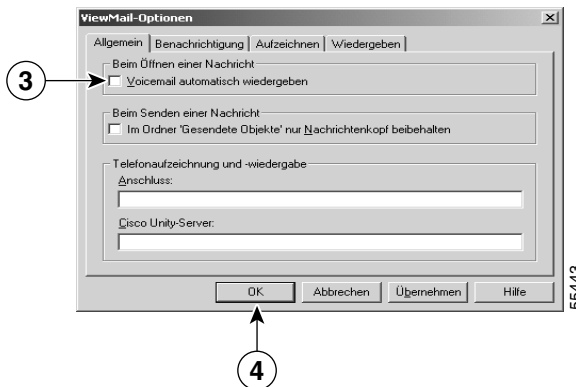 ViewMail-Optionen
Allgemein Benachrichtigung Aufzeichnen Wiedergeben
Beim Öffnen einer Nachricht
3
Voicemail automatisch wiedergeben
Beim Senden einer Nachricht
Im Ordner 'Gesendete Objekte' nur Nachrichtenkopf beibehalten
Telefonaufzeichnung und -wiedergabe
Anschluss:
Cisco Unity-Server:
OK Abbrechen Übernehmen Hilfe
4
55443